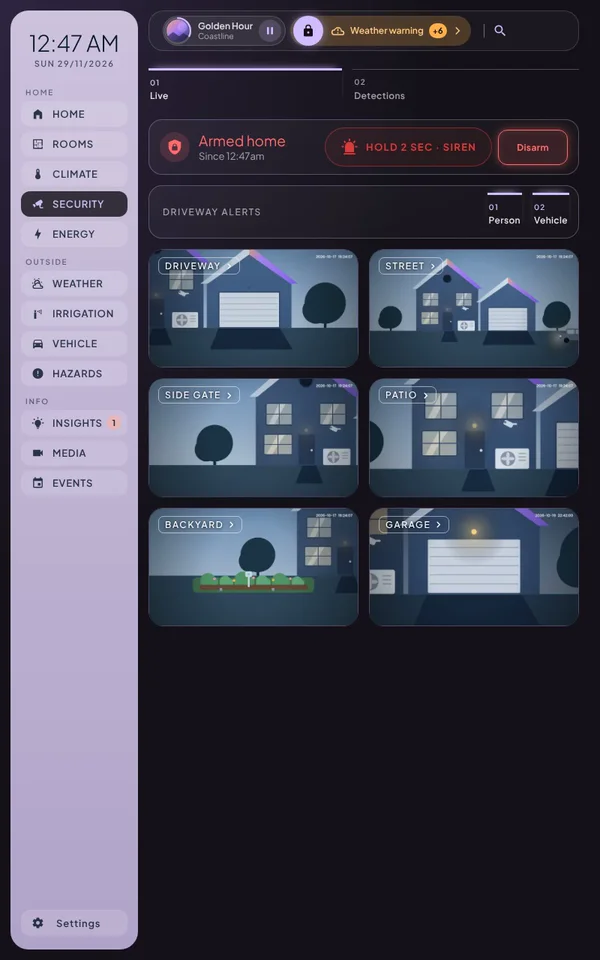 12:47 AM
SUN 29/11/2026
HOME
HOME
ROOMS
CLIMATE
SECURITY
ENERGY
OUTSIDE
WEATHER
IRRIGATION
VEHICLE
HAZARDS
INFO
INSIGHTS 1
MEDIA
EVENTS
Settings
Golden Hour
Coastline
Weather warning +6
01
Live
02
Detections
Armed home
Since 12:47am
HOLD 2 SEC · SIREN
Disarm
DRIVEWAY ALERTS
01
Person
02
Vehicle
DRIVEWAY
STREET
SIDE GATE
PATIO
BACKYARD
GARAGE